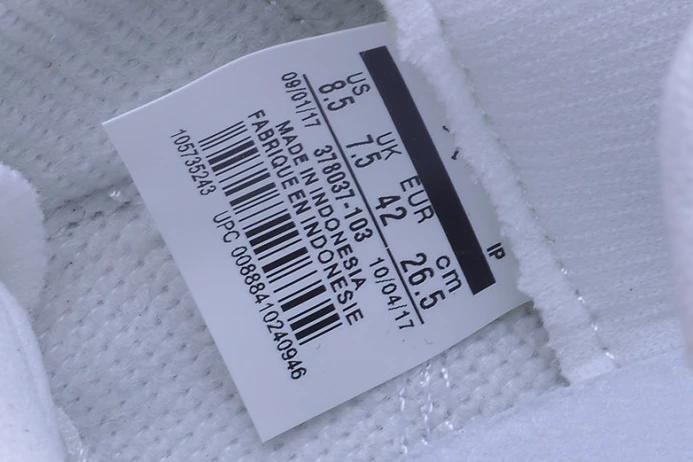 IP
US UK EUR cm
8.5 7.5 42 26.5
09/01/17 378037-103 10/04/17
MADE IN INDONESIA
FABRIQUE EN INDONESIE
105735243 UPC 00888410240946